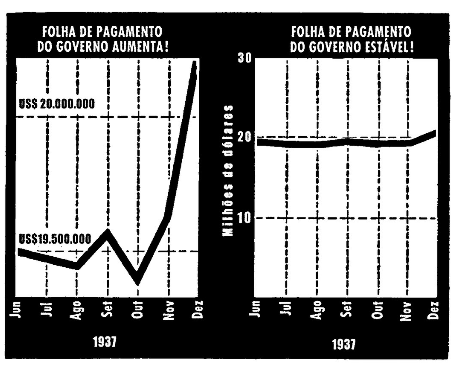 FOLHA DE PAGAMENTO
DO GOVERNO AUMENTA!
US$ 20.000.000
US$19.500.000
Jun Jul Ago Set Out Nov Dez
1937
FOLHA DE PAGAMENTO
DO GOVERNO ESTÁVEL!
Milhões de dólares
30
20
10
Jun Jul Ago Set Out Nov Dez
1937